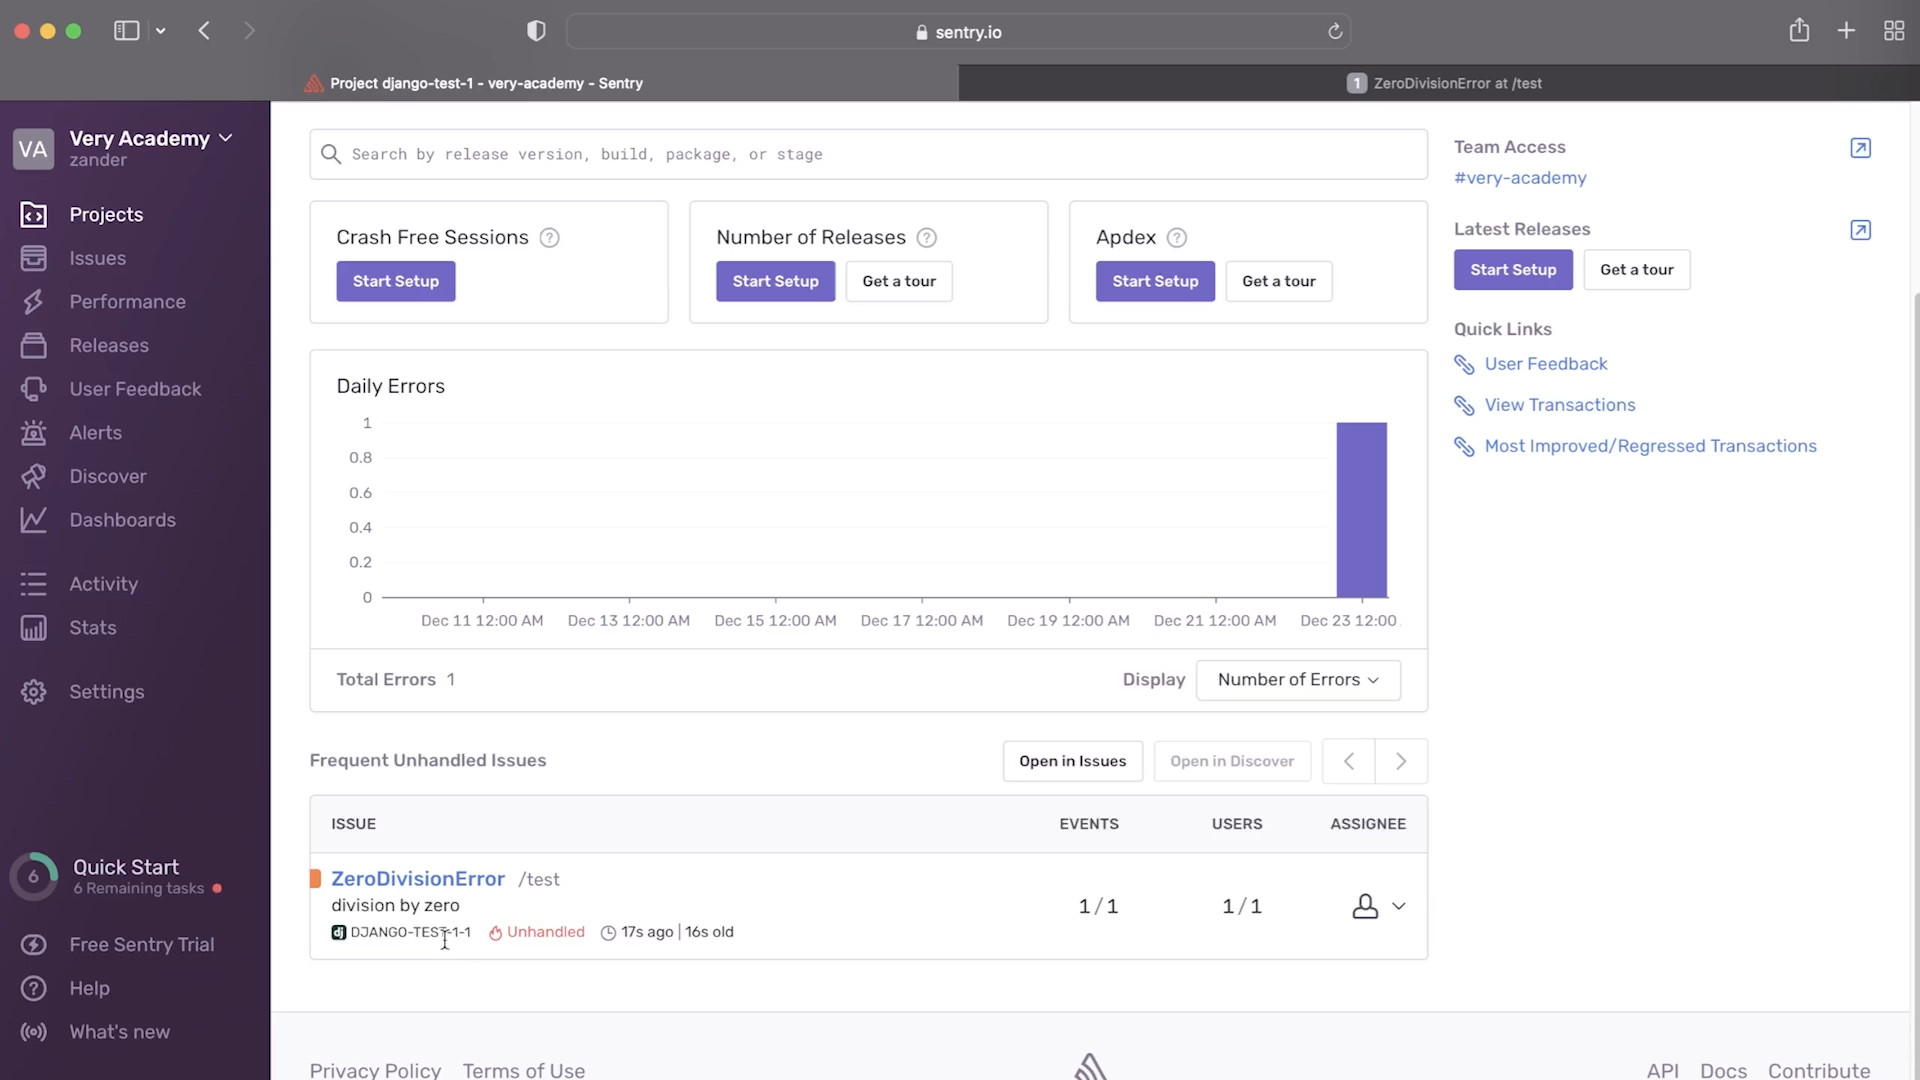 sentry.io
Project django-test-1 - very-academy - Sentry
1 ZeroDivisionError at /test
VA
Very Academy
zander
Projects
Issues
Performance
Releases
User Feedback
Alerts
Discover
Dashboards
Activity
Stats
Settings
6
Quick Start
6 Remaining tasks
Free Sentry Trial
Help
What's new
Search by release version, build, package, or stage
Crash Free Sessions ?
Start Setup
Number of Releases ?
Start Setup Get a tour
Apdex ?
Start Setup Get a tour
Daily Errors
1
0.8
0.6
0.4
0.2
0
Dec 11 12:00 AM Dec 13 12:00 AM Dec 15 12:00 AM Dec 17 12:00 AM Dec 19 12:00 AM Dec 21 12:00 AM Dec 23 12:00
Total Errors 1
Display Number of Errors
Frequent Unhandled Issues
Open in Issues Open in Discover
ISSUE EVENTS USERS ASSIGNEE
ZeroDivisionError /test
division by zero
dj DJANGO-TEST-1-1 Unhandled 17s ago | 16s old
1 / 1 1 / 1
Team Access
#very-academy
Latest Releases
Start Setup Get a tour
Quick Links
User Feedback
View Transactions
Most Improved/Regressed Transactions
Privacy Policy Terms of Use
API Docs Contribute